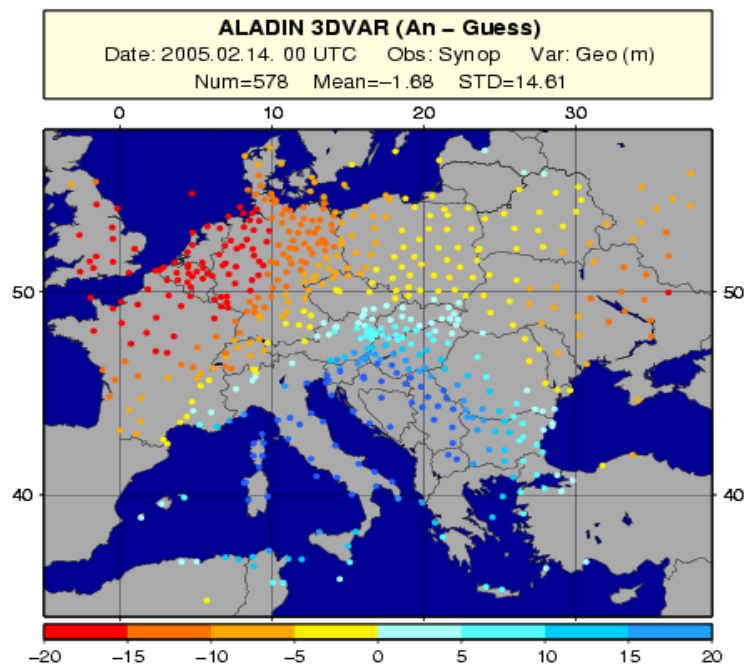 ALADIN 3DVAR (An – Guess)
Date: 2005.02.14. 00 UTC Obs: Synop Var: Geo (m)
Num=578 Mean=–1.68 STD=14.61
0 10 20 30
50 50
40 40
–20 –15 –10 –5 0 5 10 15 20